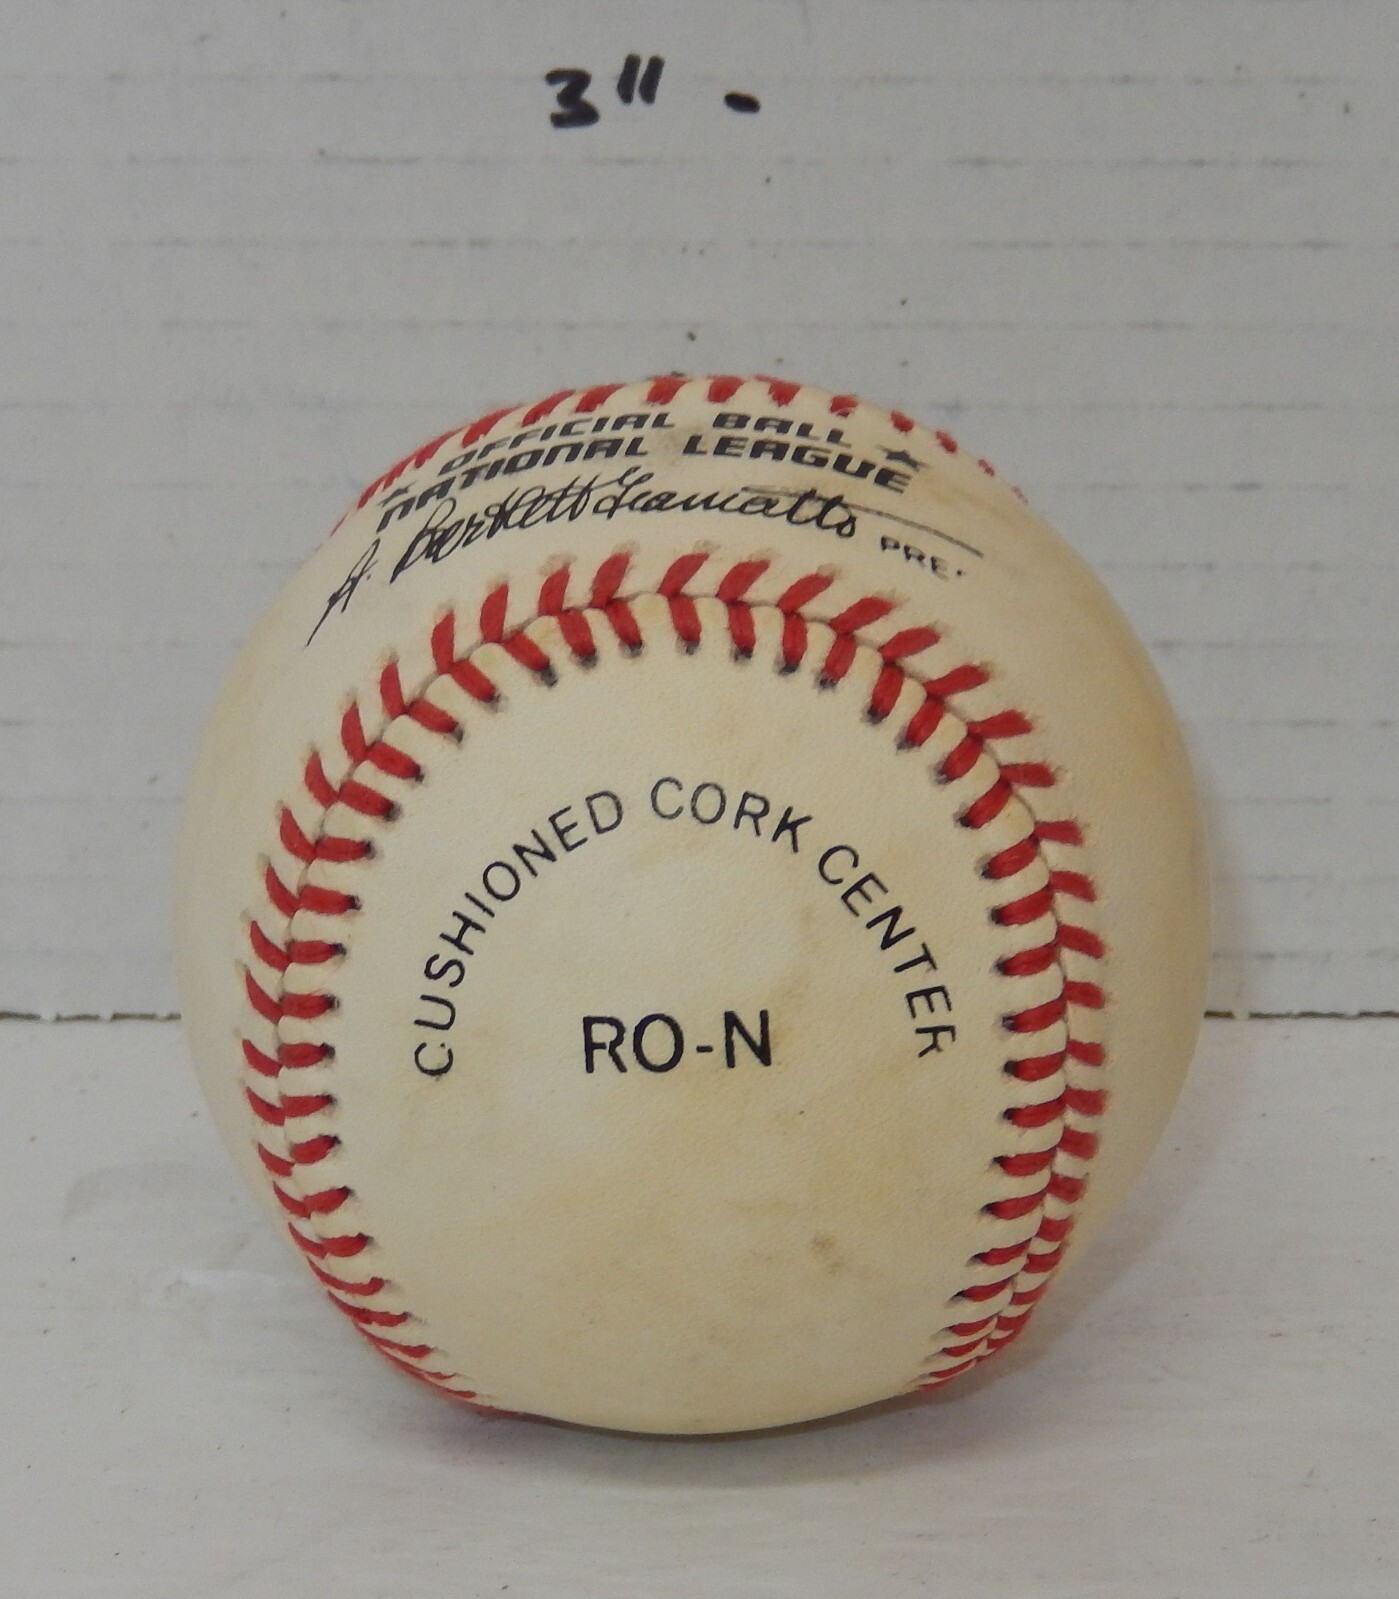 3" -
OFFICIAL BALL
★ NATIONAL LEAGUE ★
A. Bartlett Giamatti PRE
CUSHIONED CORK CENTER
RO-N